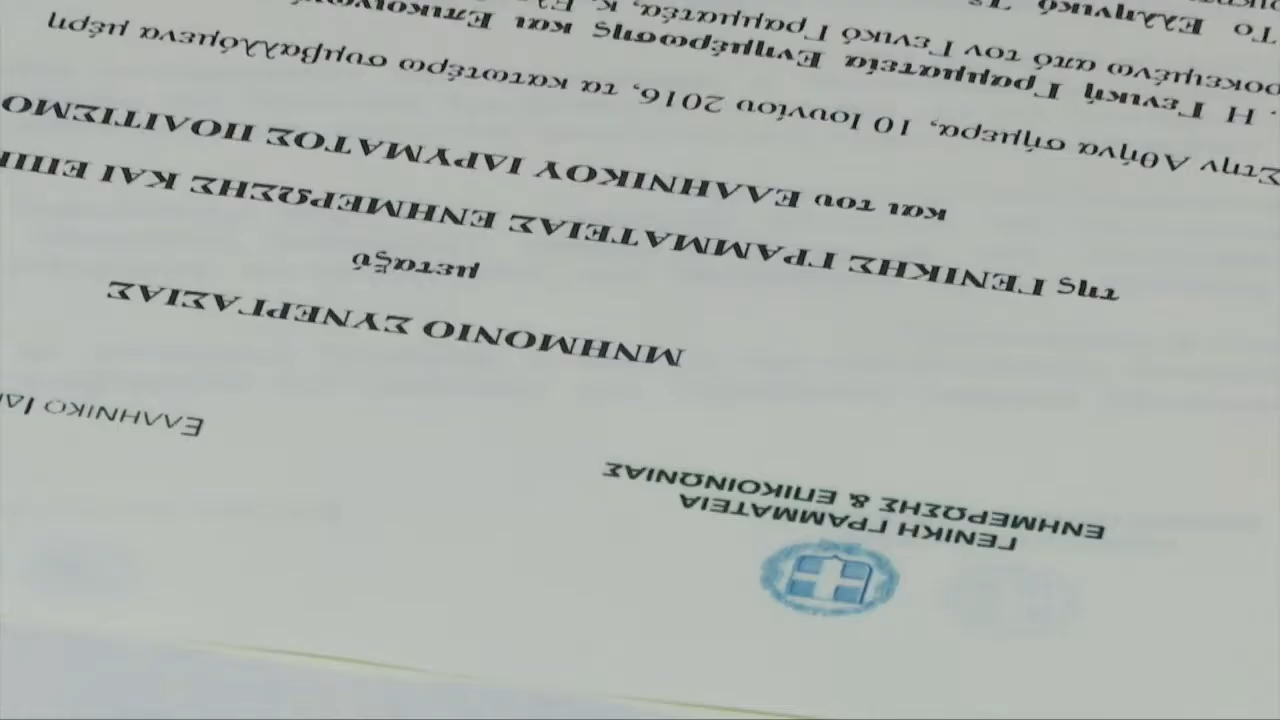 ΓΕΝΙΚΗ ΓΡΑΜΜΑΤΕΙΑ
ΕΝΗΜΕΡΩΣΗΣ & ΕΠΙΚΟΙΝΩΝΙΑΣ
ΕΛΛΗΝΙΚΟ
ΜΝΗΜΟΝΙΟ ΣΥΝΕΡΓΑΣΙΑΣ
μεταξύ
της ΓΕΝΙΚΗΣ ΓΡΑΜΜΑΤΕΙΑΣ ΕΝΗΜΕΡΩΣΗΣ ΚΑΙ ΕΠΙ
και του ΕΛΛΗΝΙΚΟΥ ΙΔΡΥΜΑΤΟΣ ΠΟΛΙΤΙΣΜΟ
Στην Αθήνα σήμερα, 10 Ιουνίου 2016, τα κατωτέρω συμβαλλόμενα μέρη
. Η Γενική Γραμματεία Ενημέρωσης και Επικοινων
ροκειμένω από τον Γενικό Γραμματέα, κ.
Το Ελληνικό